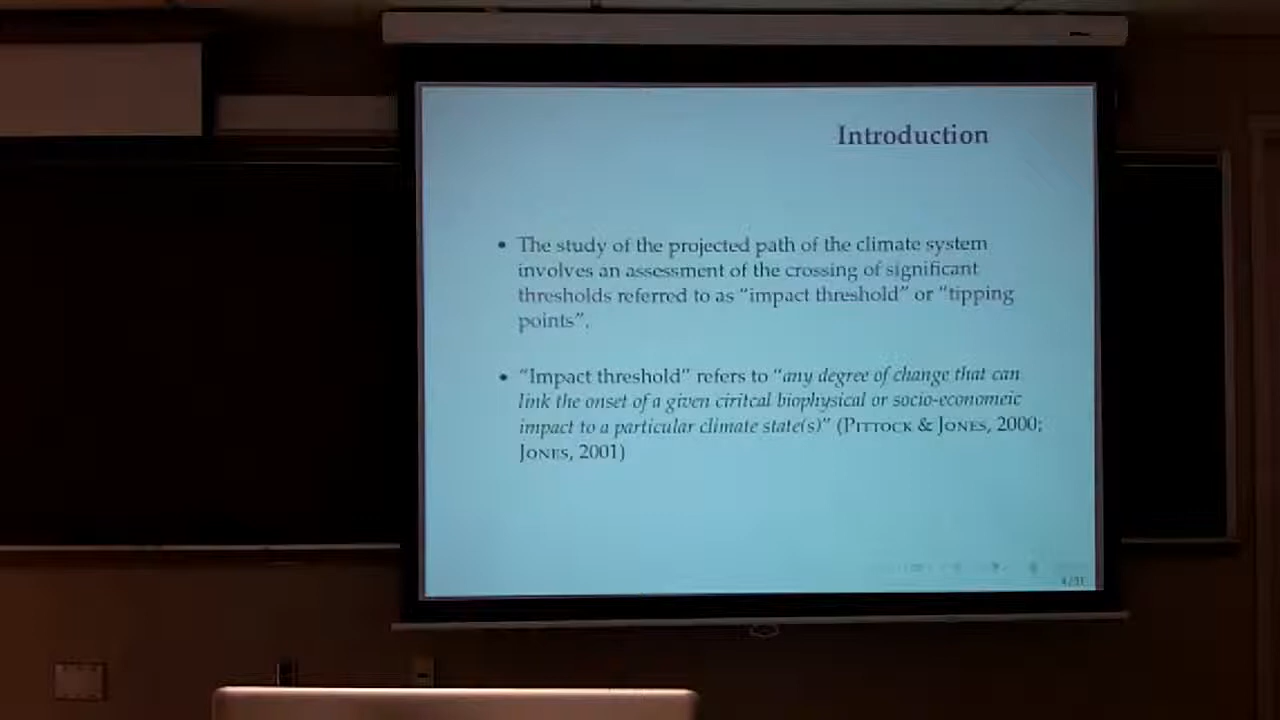 Introduction
• The study of the projected path of the climate system
involves an assessment of the crossing of significant
thresholds referred to as “impact threshold” or “tipping
points”.
• “Impact threshold” refers to “any degree of change that can
link the onset of a given ciritcal biophysical or socio-economeic
impact to a particular climate state(s)” (PITTOCK & JONES, 2000;
JONES, 2001)